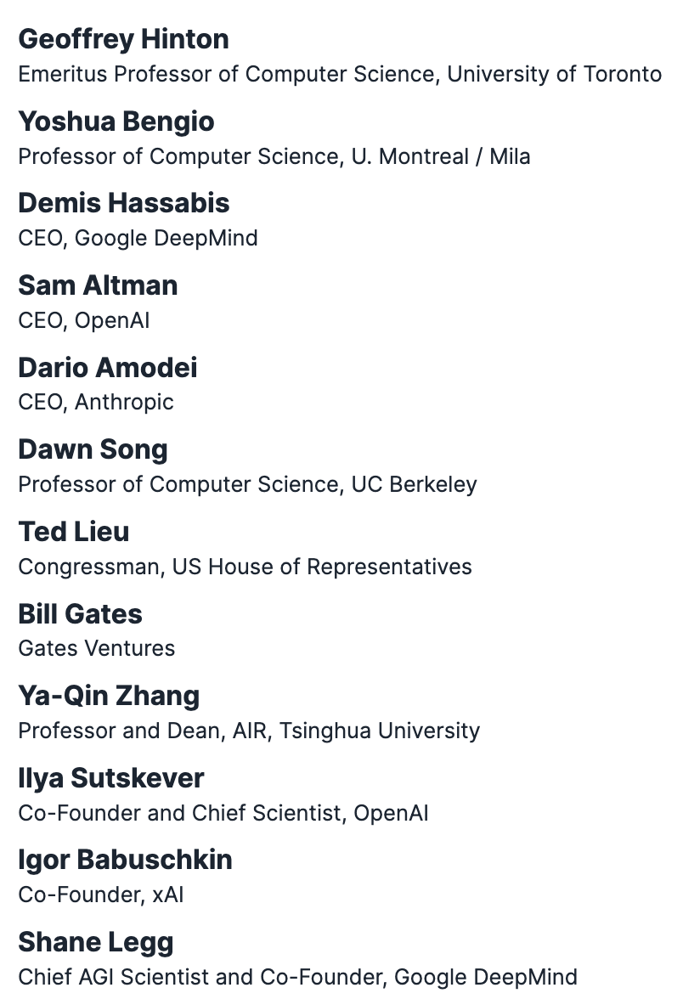 Geoffrey Hinton
Emeritus Professor of Computer Science, University of Toronto
Yoshua Bengio
Professor of Computer Science, U. Montreal / Mila
Demis Hassabis
CEO, Google DeepMind
Sam Altman
CEO, OpenAI
Dario Amodei
CEO, Anthropic
Dawn Song
Professor of Computer Science, UC Berkeley
Ted Lieu
Congressman, US House of Representatives
Bill Gates
Gates Ventures
Ya-Qin Zhang
Professor and Dean, AIR, Tsinghua University
Ilya Sutskever
Co-Founder and Chief Scientist, OpenAI
Igor Babuschkin
Co-Founder, xAI
Shane Legg
Chief AGI Scientist and Co-Founder, Google DeepMind